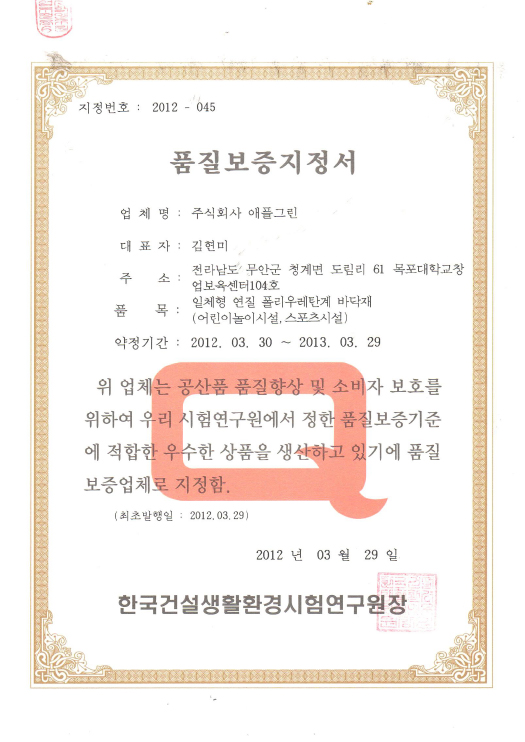 지정번호 : 2012 - 045
품질보증지정서
업 체 명 : 주식회사 애플그린
대 표 자 : 김현미
주 소 : 전라남도 무안군 청계면 도림리 61 목포대학교창
업보육센터104호
품 목 : 일체형 연질 폴리우레탄계 바닥재
(어린이놀이시설, 스포츠시설)
약정기간 : 2012. 03. 30 ~ 2013. 03. 29
위 업체는 공산품 품질향상 및 소비자 보호를
위하여 우리 시험연구원에서 정한 품질보증기준
에 적합한 우수한 상품을 생산하고 있기에 품질
보증업체로 지정함.
(최초발행일 : 2012.03.29)
2012 년 03 월 29 일
한국건설생활환경시험연구원장